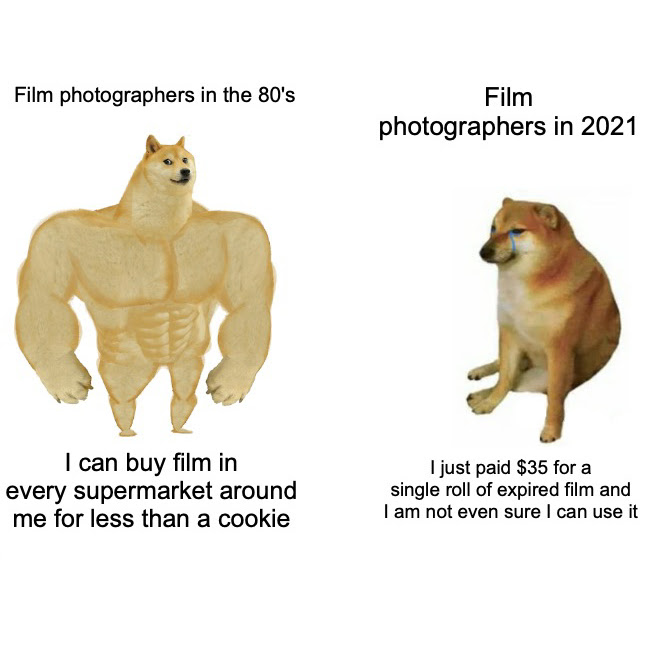 Film photographers in the 80's
I can buy film in
every supermarket around
me for less than a cookie
Film
photographers in 2021
I just paid $35 for a
single roll of expired film and
I am not even sure I can use it